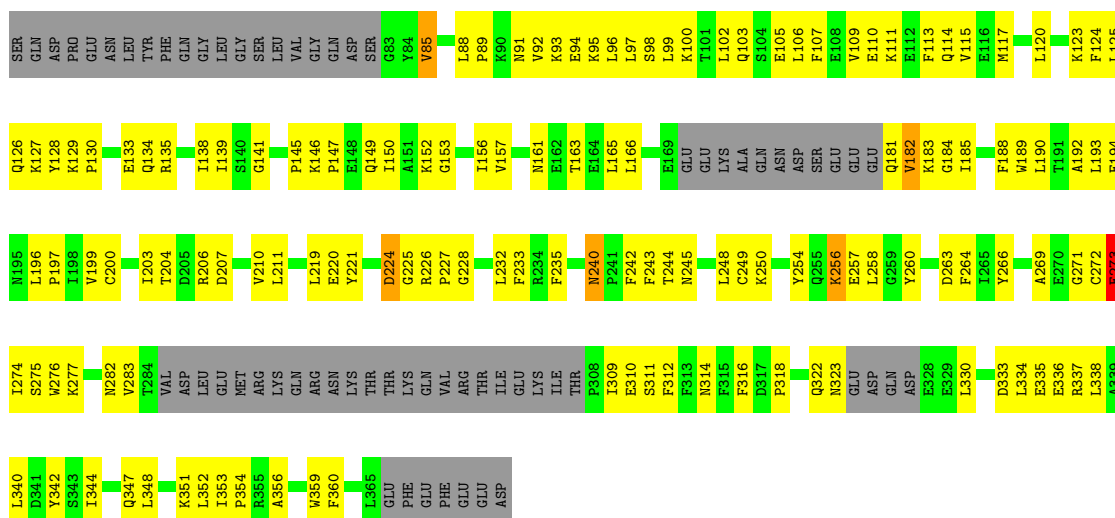 SER GLN ASP PRO GLU ASN LEU TYR PHE GLN GLY LEU GLY SER LEU VAL GLY GLN ASP SER G83 Y84 V85 L88 P89 K90 N91 V92 K93 E94 K95 L96 L97 S98 L99 K100 T101 L102 Q103 S104 E105 L106 F107 E108 V109 E110 K111 E112 F113 Q114 V115 E116 M117 L120 K123 F124 L125
Q126 K127 Y128 K129 P130 E133 Q134 R135 I138 I139 S140 G141 P145 K146 P147 E148 Q149 I150 A151 K152 G153 I156 V157 N161 E162 T163 E164 L165 L166 E169 GLU GLU LYS ALA GLN ASN ASP SER GLU GLU GLU Q181 V182 K183 G184 I185 F188 W189 L190 T191 A192 L193 E194
N195 L196 P197 I198 V199 C200 I203 T204 D205 R206 D207 V210 L211 L219 E220 Y221 D224 G225 R226 P227 G228 L232 F233 R234 F235 N240 P241 F242 F243 T244 N245 L248 C249 K250 Y254 Q255 K256 E257 L258 G259 Y260 D263 F264 I265 Y266 A269 E270 G271 C272
I274 S275 W276 K277 N282 V283 T284 VAL ASP LEU GLU MET ARG LYS GLN ARG ASN LYS THR THR LYS GLN VAL ARG THR ILE GLU LYS ILE THR P308 I309 E310 S311 F312 F313 N314 F315 F316 D317 P318 Q322 N323 GLU ASP GLN ASP E328 E329 L330 D333 L334 E335 E336 R337 L338 A339
L340 D341 Y342 S343 I344 Q347 L348 K351 L352 I353 P354 R355 A356 W359 F360 L365 GLU PHE GLU PHE GLU GLU ASP